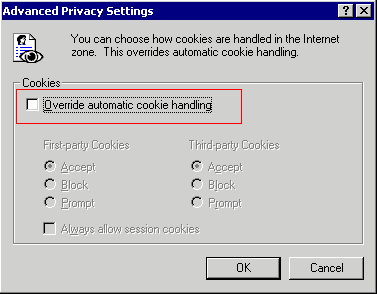 Advanced Privacy Settings
You can choose how cookies are handled in the Internet
zone. This overrides automatic cookie handling.
Cookies
Override automatic cookie handling
First-party Cookies Third-party Cookies
Accept Accept
Block Block
Prompt Prompt
Always allow session cookies
OK Cancel